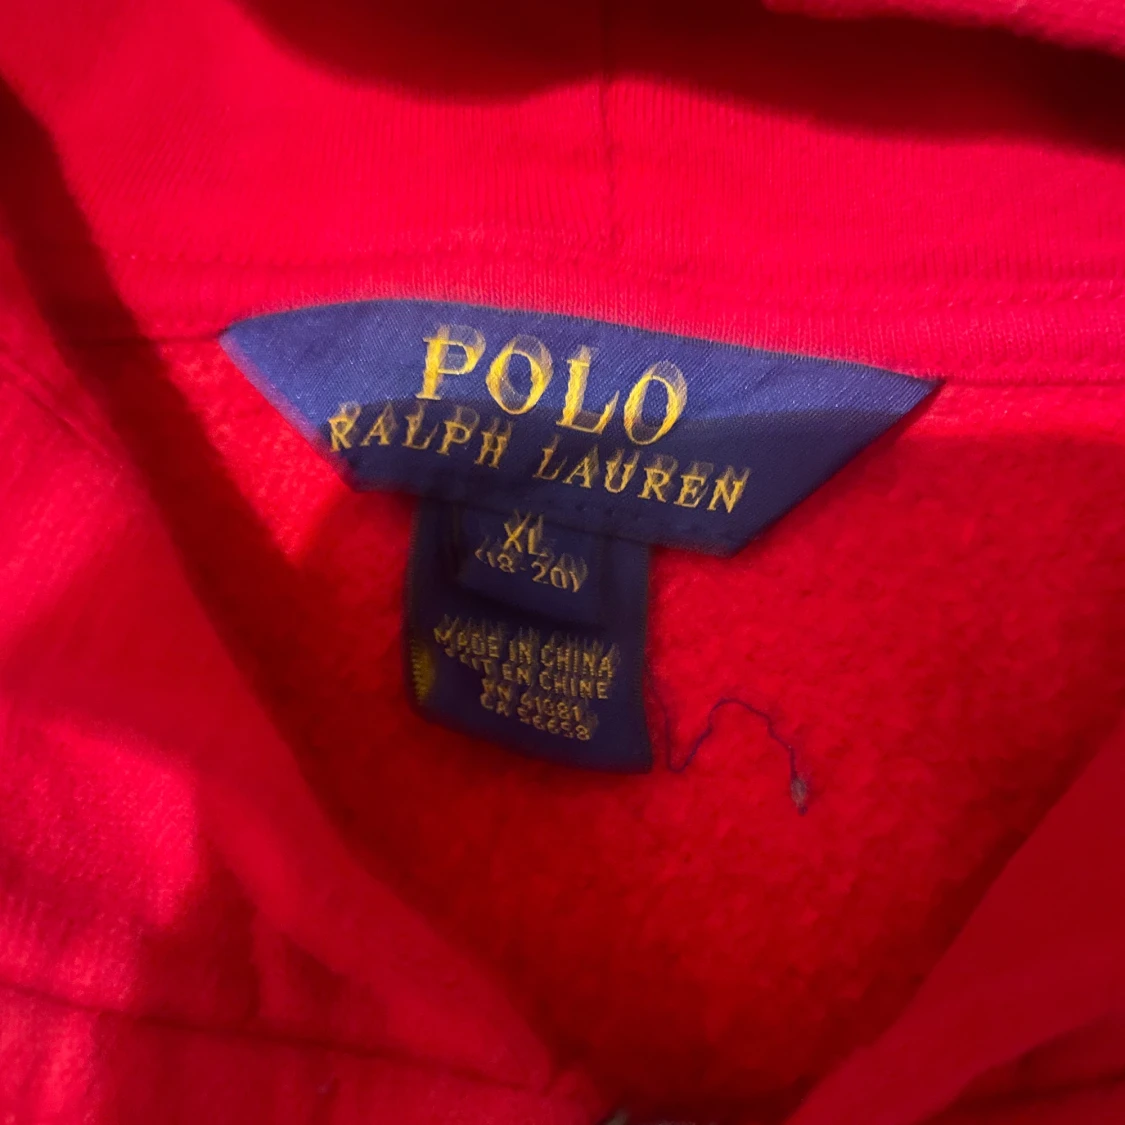 POLO
RALPH LAUREN
XL
(18-20)
MADE IN CHINA
FAIT EN CHINE
RN 41381
CA 56658